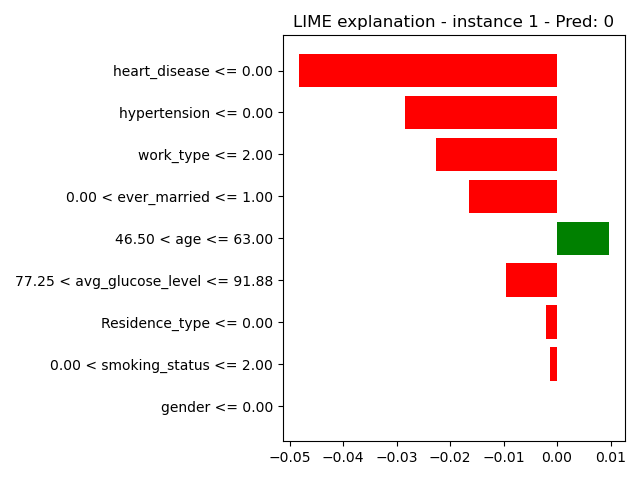 LIME explanation - instance 1 - Pred: 0
heart_disease <= 0.00
hypertension <= 0.00
work_type <= 2.00
0.00 < ever_married <= 1.00
46.50 < age <= 63.00
77.25 < avg_glucose_level <= 91.88
Residence_type <= 0.00
0.00 < smoking_status <= 2.00
gender <= 0.00
−0.05 −0.04 −0.03 −0.02 −0.01 0.00 0.01